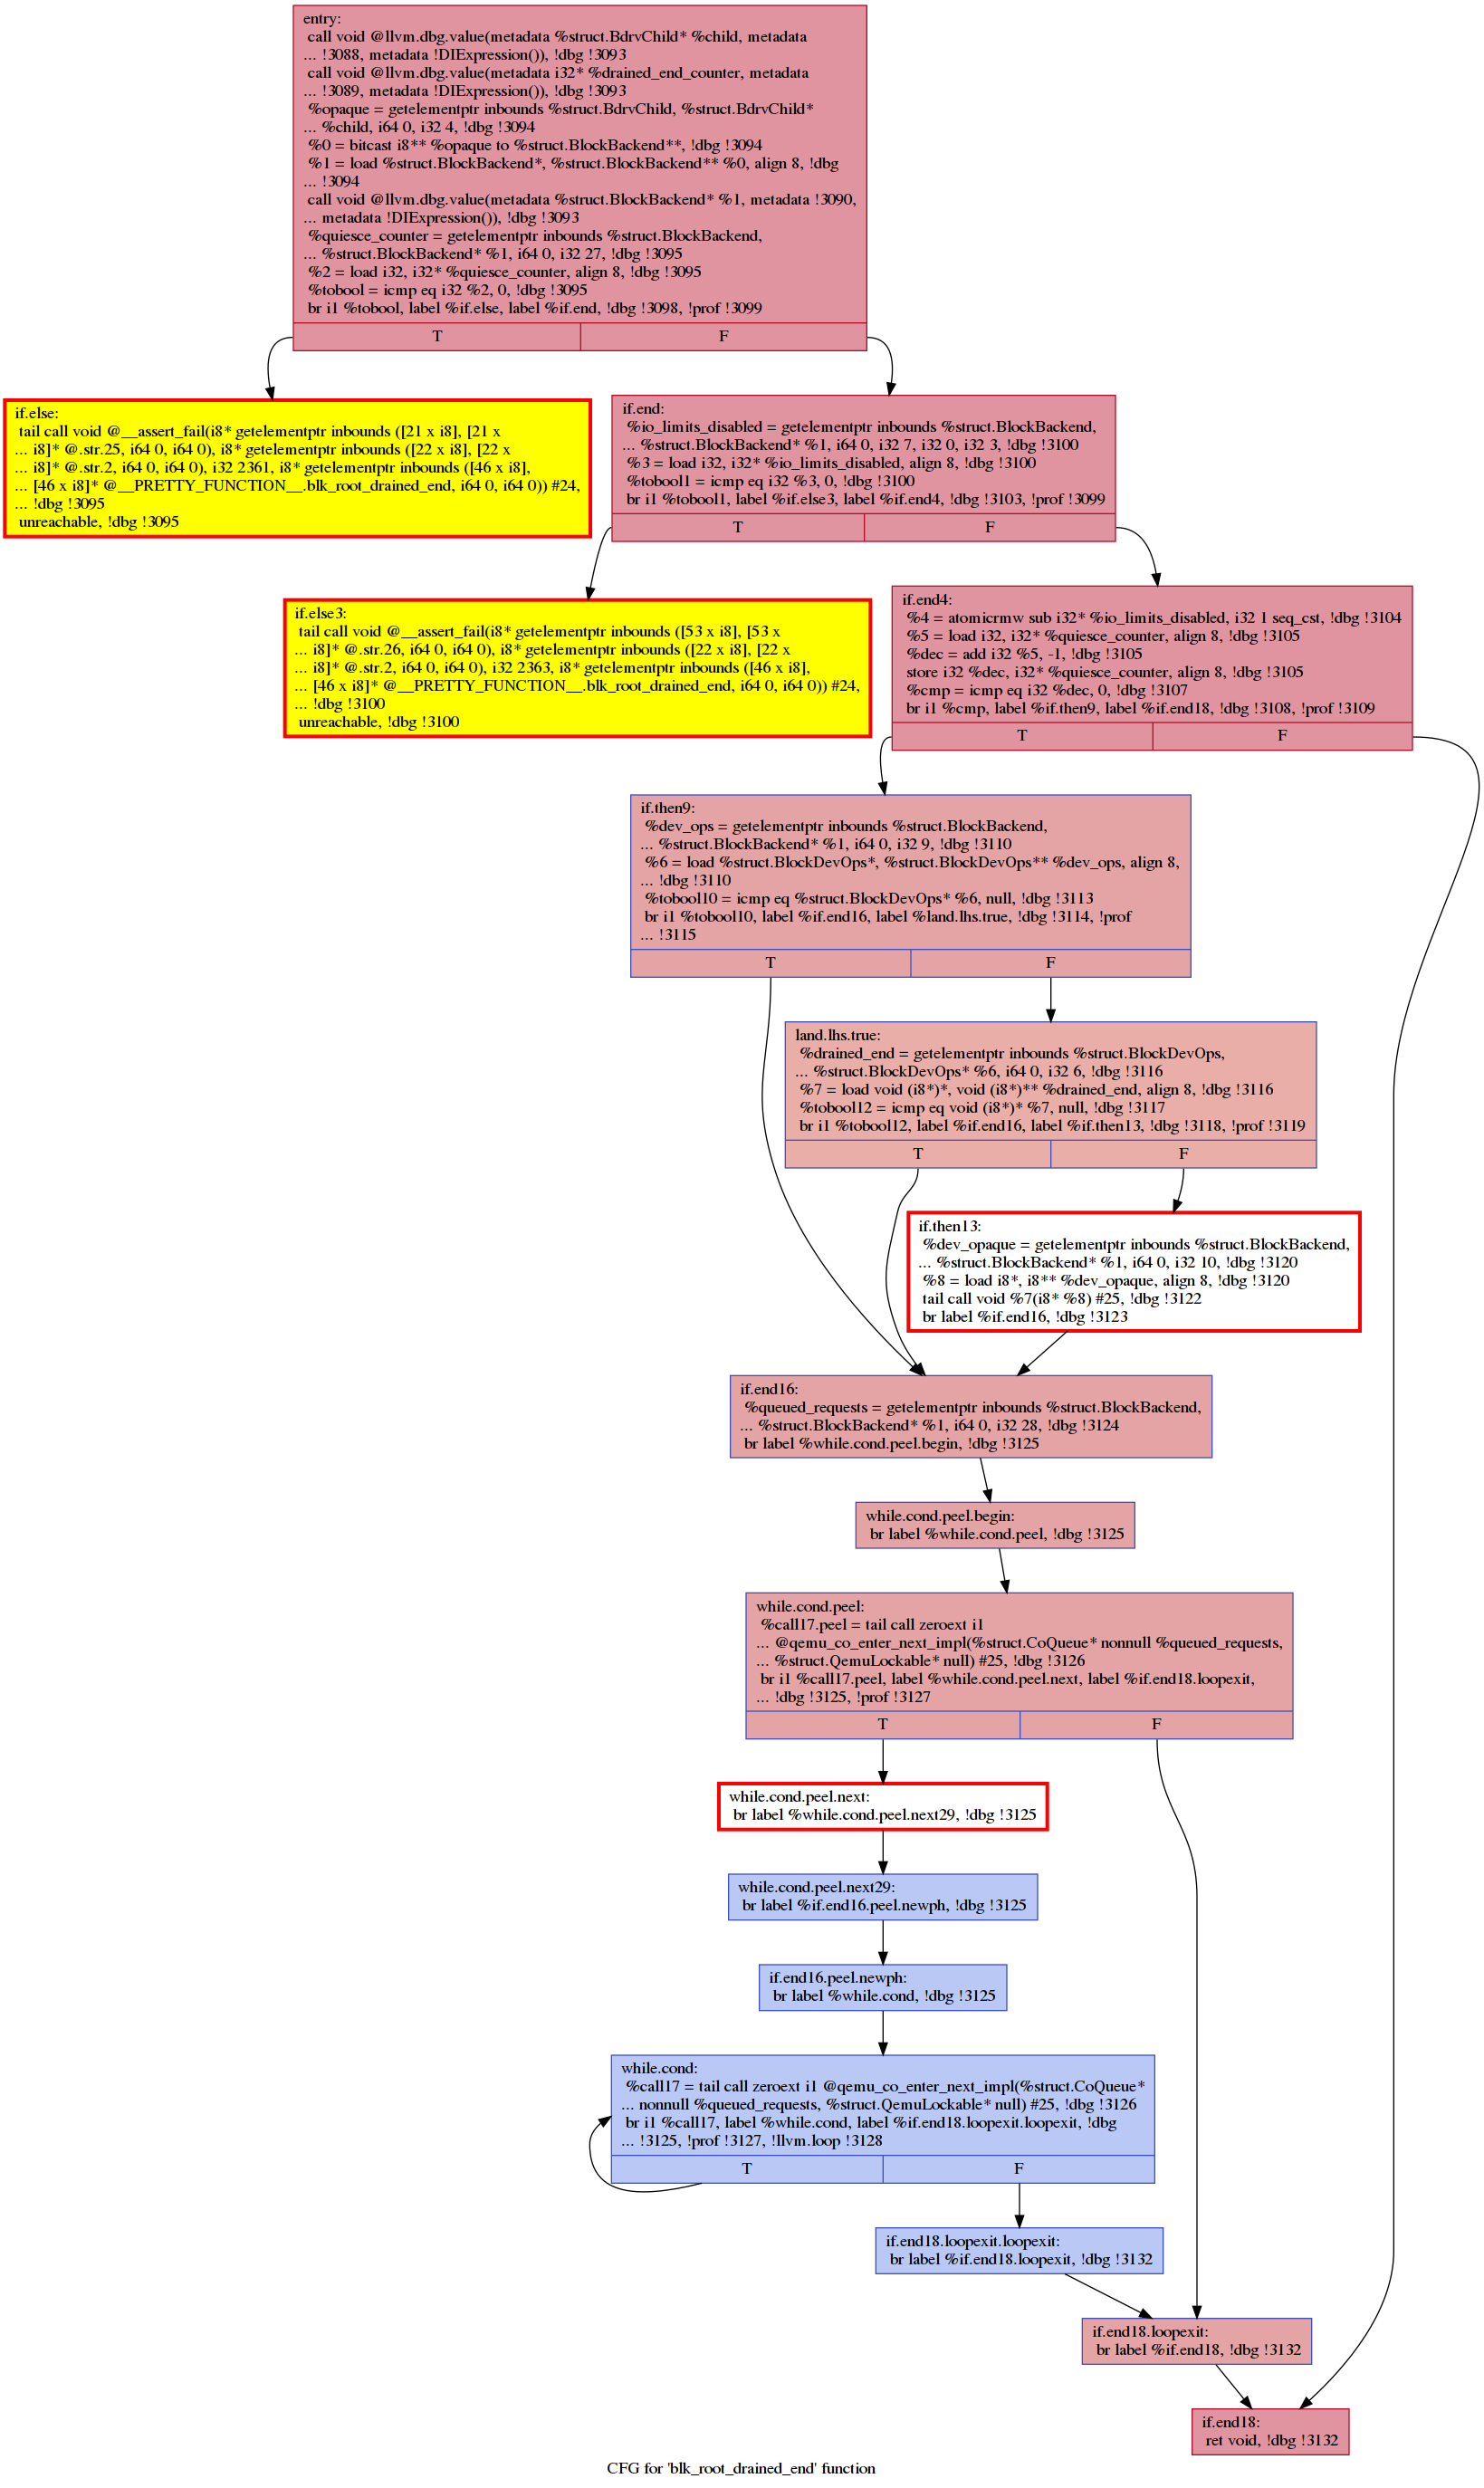 entry:
call void @llvm.dbg.value(metadata %struct.BdrvChild* %child, metadata
... !3088, metadata !DIExpression()), !dbg !3093
call void @llvm.dbg.value(metadata i32* %drained_end_counter, metadata
... !3089, metadata !DIExpression()), !dbg !3093
%opaque = getelementptr inbounds %struct.BdrvChild, %struct.BdrvChild*
... %child, i64 0, i32 4, !dbg !3094
%0 = bitcast i8** %opaque to %struct.BlockBackend**, !dbg !3094
%1 = load %struct.BlockBackend*, %struct.BlockBackend** %0, align 8, !dbg
... !3094
call void @llvm.dbg.value(metadata %struct.BlockBackend* %1, metadata !3090,
... metadata !DIExpression()), !dbg !3093
%quiesce_counter = getelementptr inbounds %struct.BlockBackend,
... %struct.BlockBackend* %1, i64 0, i32 27, !dbg !3095
%2 = load i32, i32* %quiesce_counter, align 8, !dbg !3095
%tobool = icmp eq i32 %2, 0, !dbg !3095
br i1 %tobool, label %if.else, label %if.end, !dbg !3098, !prof !3099
T F
if.else:
tail call void @__assert_fail(i8* getelementptr inbounds ([21 x i8], [21 x
... i8]* @.str.25, i64 0, i64 0), i8* getelementptr inbounds ([22 x i8], [22 x
... i8]* @.str.2, i64 0, i64 0), i32 2361, i8* getelementptr inbounds ([46 x i8],
... [46 x i8]* @__PRETTY_FUNCTION__.blk_root_drained_end, i64 0, i64 0)) #24,
... !dbg !3095
unreachable, !dbg !3095
if.end:
%io_limits_disabled = getelementptr inbounds %struct.BlockBackend,
... %struct.BlockBackend* %1, i64 0, i32 7, i32 0, i32 3, !dbg !3100
%3 = load i32, i32* %io_limits_disabled, align 8, !dbg !3100
%tobool1 = icmp eq i32 %3, 0, !dbg !3100
br i1 %tobool1, label %if.else3, label %if.end4, !dbg !3103, !prof !3099
T F
if.else3:
tail call void @__assert_fail(i8* getelementptr inbounds ([53 x i8], [53 x
... i8]* @.str.26, i64 0, i64 0), i8* getelementptr inbounds ([22 x i8], [22 x
... i8]* @.str.2, i64 0, i64 0), i32 2363, i8* getelementptr inbounds ([46 x i8],
... [46 x i8]* @__PRETTY_FUNCTION__.blk_root_drained_end, i64 0, i64 0)) #24,
... !dbg !3100
unreachable, !dbg !3100
if.end4:
%4 = atomicrmw sub i32* %io_limits_disabled, i32 1 seq_cst, !dbg !3104
%5 = load i32, i32* %quiesce_counter, align 8, !dbg !3105
%dec = add i32 %5, -1, !dbg !3105
store i32 %dec, i32* %quiesce_counter, align 8, !dbg !3105
%cmp = icmp eq i32 %dec, 0, !dbg !3107
br i1 %cmp, label %if.then9, label %if.end18, !dbg !3108, !prof !3109
T F
if.then9:
%dev_ops = getelementptr inbounds %struct.BlockBackend,
... %struct.BlockBackend* %1, i64 0, i32 9, !dbg !3110
%6 = load %struct.BlockDevOps*, %struct.BlockDevOps** %dev_ops, align 8,
... !dbg !3110
%tobool10 = icmp eq %struct.BlockDevOps* %6, null, !dbg !3113
br i1 %tobool10, label %if.end16, label %land.lhs.true, !dbg !3114, !prof
... !3115
T F
land.lhs.true:
%drained_end = getelementptr inbounds %struct.BlockDevOps,
... %struct.BlockDevOps* %6, i64 0, i32 6, !dbg !3116
%7 = load void (i8*)*, void (i8*)** %drained_end, align 8, !dbg !3116
%tobool12 = icmp eq void (i8*)* %7, null, !dbg !3117
br i1 %tobool12, label %if.end16, label %if.then13, !dbg !3118, !prof !3119
T F
if.then13:
%dev_opaque = getelementptr inbounds %struct.BlockBackend,
... %struct.BlockBackend* %1, i64 0, i32 10, !dbg !3120
%8 = load i8*, i8** %dev_opaque, align 8, !dbg !3120
tail call void %7(i8* %8) #25, !dbg !3122
br label %if.end16, !dbg !3123
if.end16:
%queued_requests = getelementptr inbounds %struct.BlockBackend,
... %struct.BlockBackend* %1, i64 0, i32 28, !dbg !3124
br label %while.cond.peel.begin, !dbg !3125
while.cond.peel.begin:
br label %while.cond.peel, !dbg !3125
while.cond.peel:
%call17.peel = tail call zeroext i1
... @qemu_co_enter_next_impl(%struct.CoQueue* nonnull %queued_requests,
... %struct.QemuLockable* null) #25, !dbg !3126
br i1 %call17.peel, label %while.cond.peel.next, label %if.end18.loopexit,
... !dbg !3125, !prof !3127
T F
while.cond.peel.next:
br label %while.cond.peel.next29, !dbg !3125
while.cond.peel.next29:
br label %if.end16.peel.newph, !dbg !3125
if.end16.peel.newph:
br label %while.cond, !dbg !3125
while.cond:
%call17 = tail call zeroext i1 @qemu_co_enter_next_impl(%struct.CoQueue*
... nonnull %queued_requests, %struct.QemuLockable* null) #25, !dbg !3126
br i1 %call17, label %while.cond, label %if.end18.loopexit.loopexit, !dbg
... !3125, !prof !3127, !llvm.loop !3128
T F
if.end18.loopexit.loopexit:
br label %if.end18.loopexit, !dbg !3132
if.end18.loopexit:
br label %if.end18, !dbg !3132
if.end18:
ret void, !dbg !3132
CFG for 'blk_root_drained_end' function